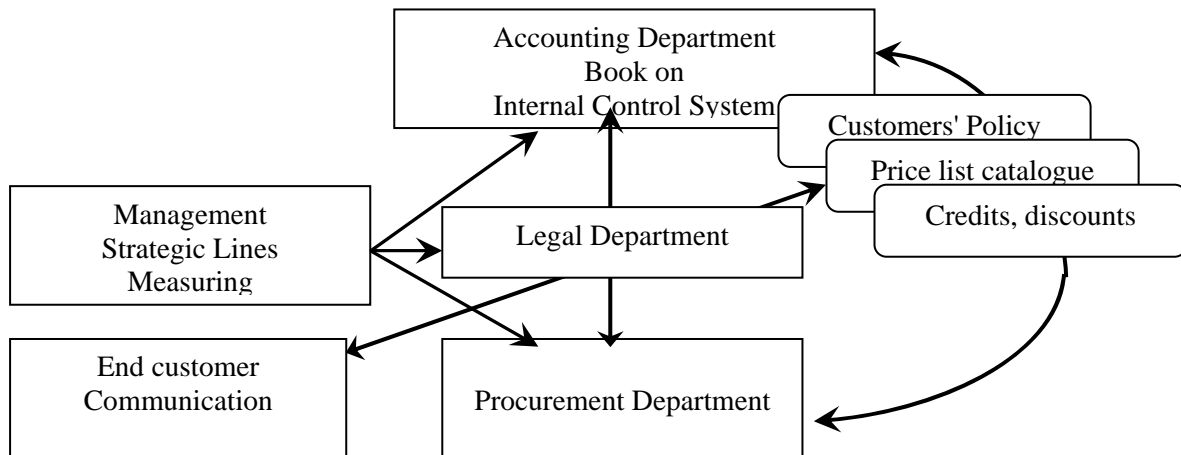 Accounting Department
Book on
Internal Control System
Customers' Policy
Price list catalogue
Credits, discounts
Management
Strategic Lines
Measuring
Legal Department
End customer
Communication
Procurement Department